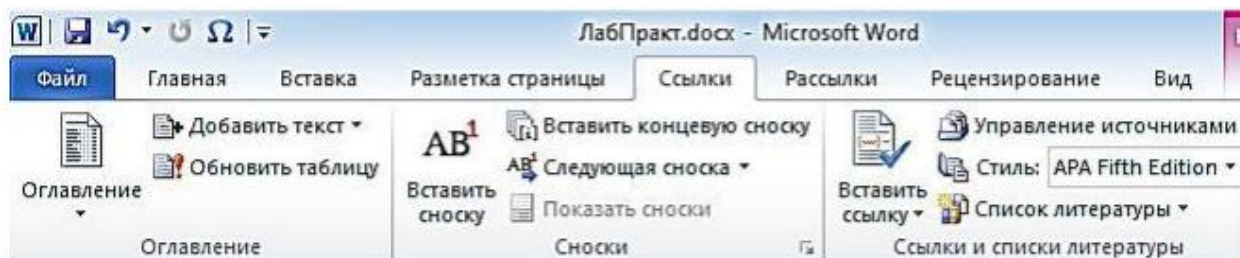 ЛабПракт.docx - Microsoft Word
Файл Главная Вставка Разметка страницы Ссылки Рассылки Рецензирование Вид
Оглавление
Добавить текст
Обновить таблицу
Оглавление
AB1
Вставить
сноску
Вставить концевую сноску
AB1 Следующая сноска
Показать сноски
Сноски
Вставить
ссылку
Управление источниками
Стиль: APA Fifth Edition
Список литературы
Ссылки и списки литературы